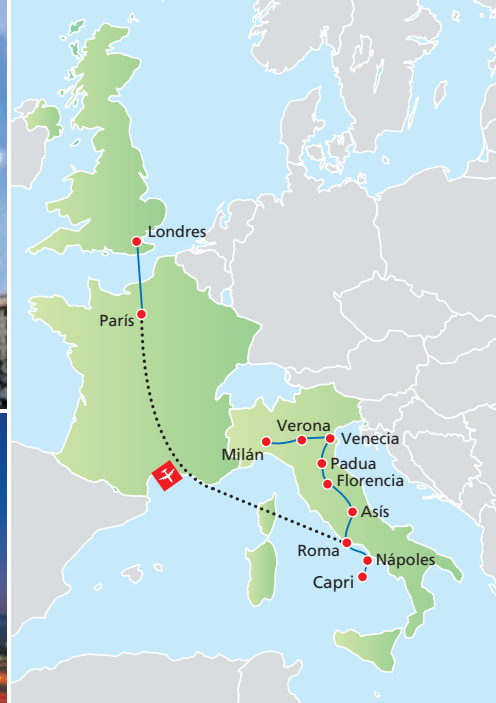 Londres
París
Verona
Venecia
Milán
Padua
Florencia
Asís
Roma
Nápoles
Capri